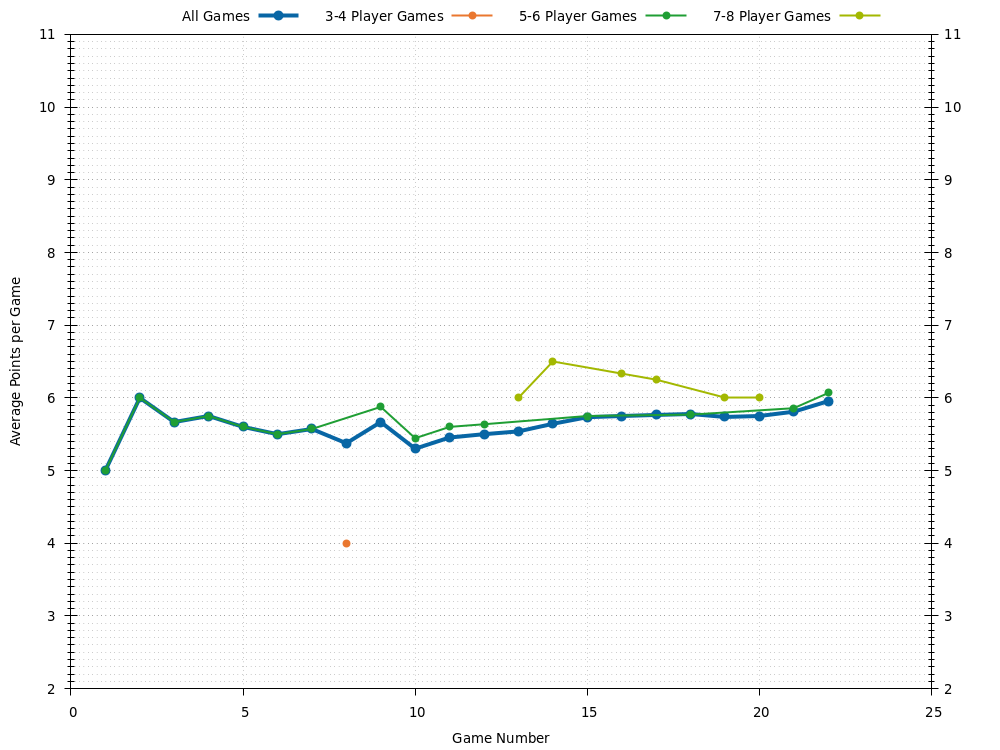 All Games 3-4 Player Games 5-6 Player Games 7-8 Player Games
11 11
10 10
9 9
8 8
7 7
6 6
5 5
4 4
3 3
2 2
0 5 10 15 20 25
Average Points per Game
Game Number